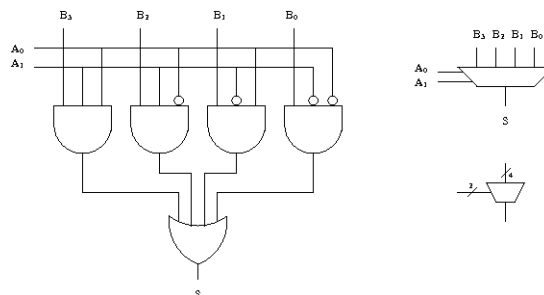 B₃ B₂ B₁ B₀
A₀
A₁
S
B₃ B₂ B₁ B₀
A₀
A₁
S
4
2